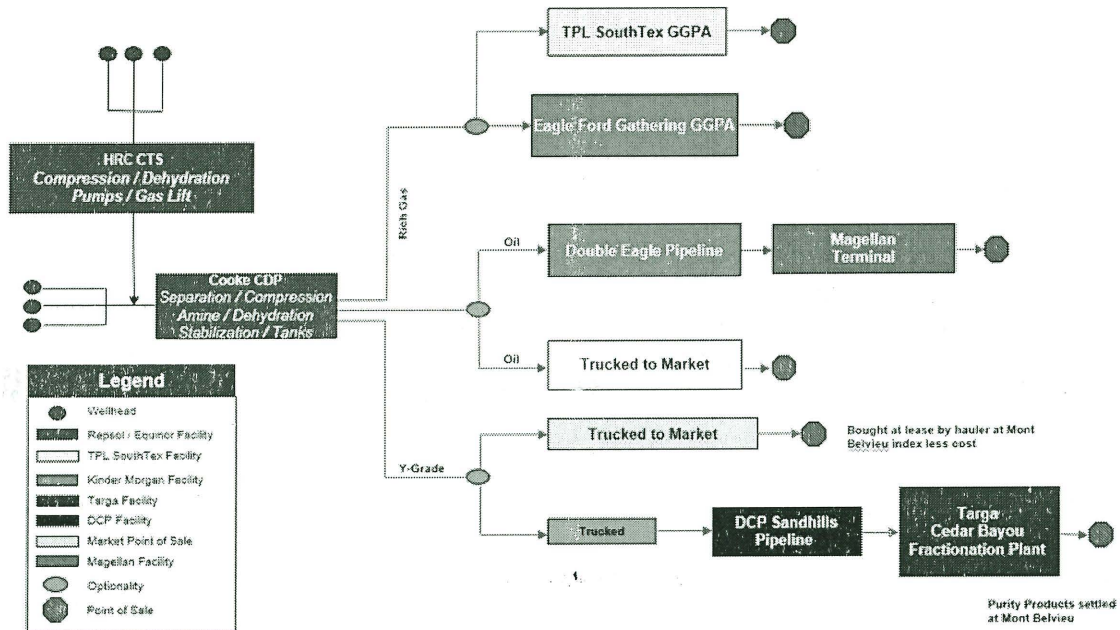 TPL SouthTex GGPA
Eagle Ford Gathering GGPA
HRC CTS
Compression / Dehydration
Pumps / Gas Lift
Rich Gas
Oil
Double Eagle Pipeline
Magellan
Terminal
Cooke CDP
Separation / Compression
Amine / Dehydration
Stabilization / Tanks
Oil
Trucked to Market
Legend
Wellhead
Repsol / Equinor Facility
TPL SouthTex Facility
Kinder Morgan Facility
Targa Facility
DCP Facility
Market Point of Sale
Magellan Facility
Optionality
Point of Sale
Y-Grade
Trucked to Market
Bought at lease by hauler at Mont
Belvieu index less cost
Trucked
DCP Sandhills
Pipeline
Targa
Cedar Bayou
Fractionation Plant
Purity Products settled
at Mont Belvieu